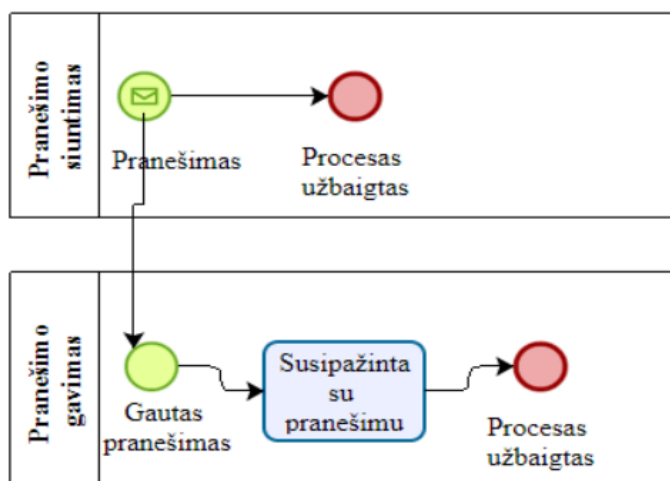 Pranešimo
siuntimas
Pranešimas
Procesas
užbaigtas
Pranešimo
gavimas
Gautas
pranešimas
Susipažinta
su
pranešimu
Procesas
užbaigtas